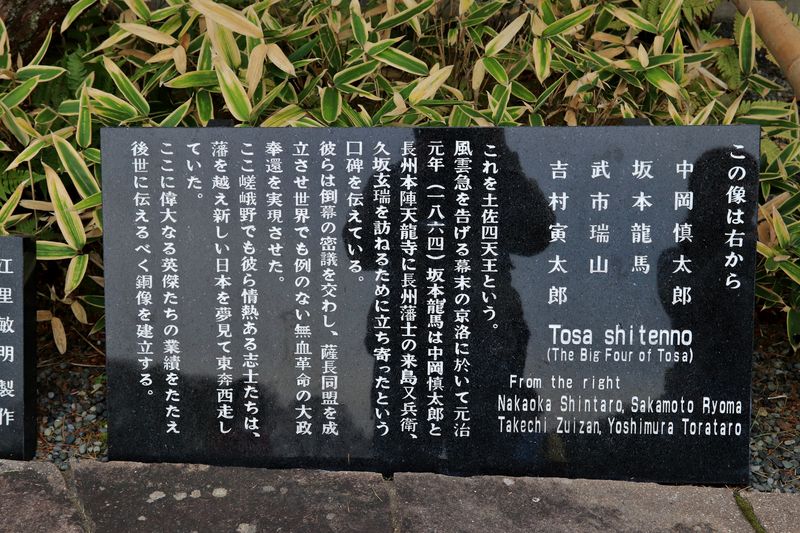 この像は右から
中岡慎太郎
坂本龍馬
武市瑞山
吉村寅太郎
Tosa shitenno
(The Big Four of Tosa)
From the right
Nakaoka Shintaro, Sakamoto Ryoma
Takechi Zuizan, Yoshimura Torataro
これを土佐四天王という。
風雲急を告げる幕末の京洛に於いて元治
元年（一八六四）坂本龍馬は中岡慎太郎と
長州本陣天龍寺に長州藩士の来島又兵衛、
久坂玄瑞を訪ねるために立ち寄ったという
口碑を伝えている。
彼らは倒幕の密議を交わし、薩長同盟を成
立させ世界でも例のない無血革命の大政
奉還を実現させた。
ここ嵯峨野でも彼ら情熱ある志士たちは、
藩を越え新しい日本を夢見て東奔西走し
ていた。
ここに偉大なる英傑たちの業績をたたえ
後世に伝えるべく銅像を建立する。
江里敏明製作